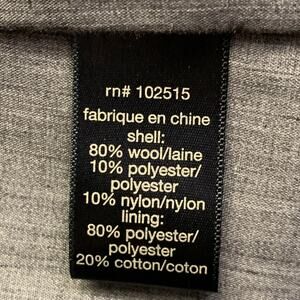 rn# 102515
fabrique en chine
shell:
80% wool/laine
10% polyester/
polyester
10% nylon/nylon
lining:
80% polyester/
polyester
20% cotton/coton